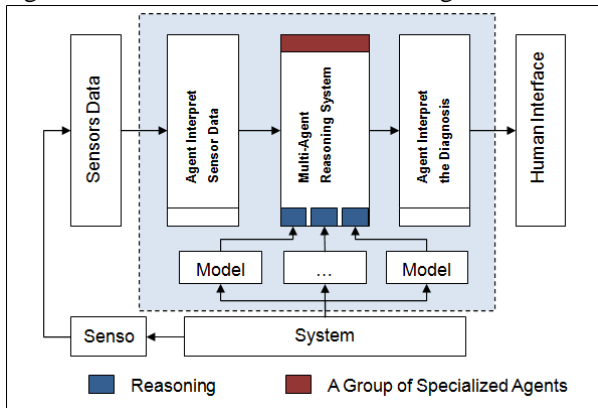 Sensors Data
Agent Interpret
Sensor Data
Multi-Agent
Reasoning System
Agent Interpret
the Diagnosis
Human Interface
Model
...
Model
Senso
System
Reasoning
A Group of Specialized Agents